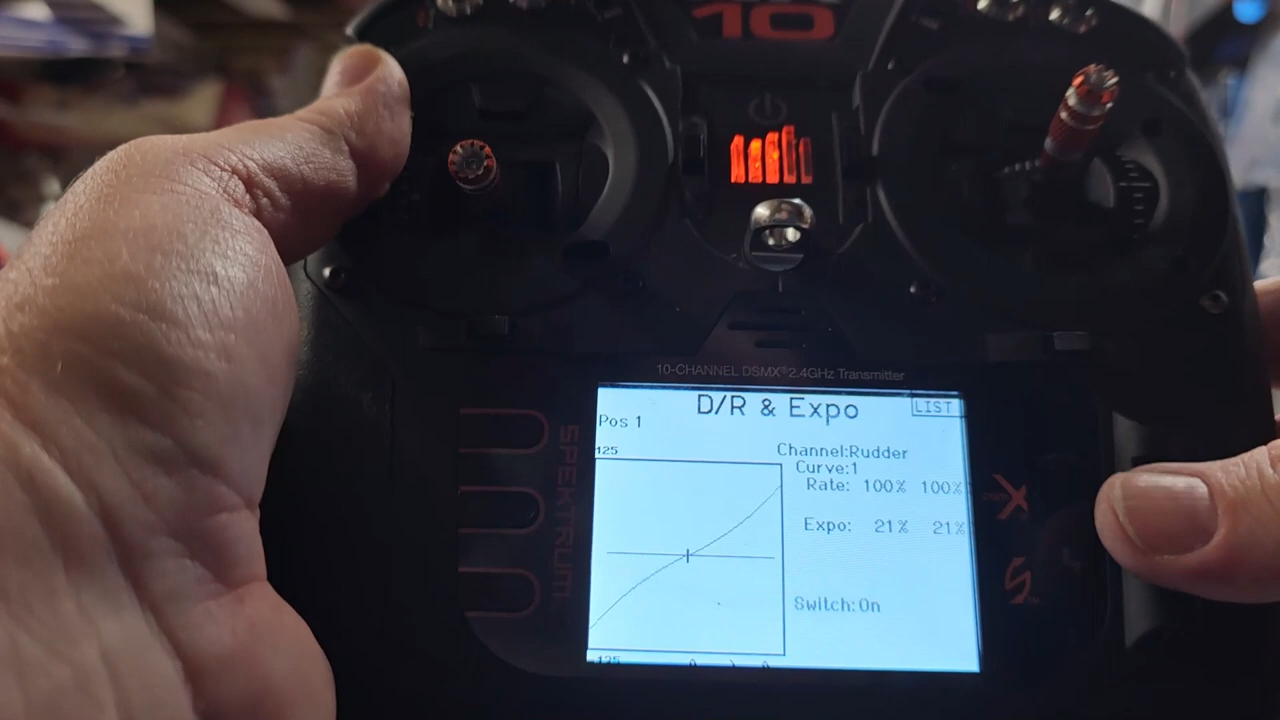 10
10-CHANNEL DSMX® 2.4GHz Transmitter
D/R & Expo
LIST
Pos 1
125
Channel:Rudder
Curve:1
Rate: 100% 100%
Expo: 21% 21%
Switch:On
SPEKTRUM